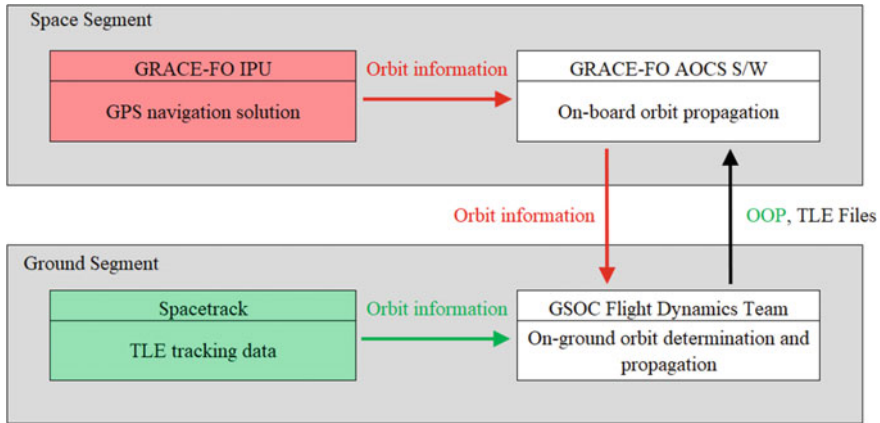 Space Segment
GRACE-FO IPU
Orbit information
GRACE-FO AOCS S/W
GPS navigation solution
On-board orbit propagation
Orbit information
OOP, TLE Files
Ground Segment
Spacetrack
Orbit information
GSOC Flight Dynamics Team
TLE tracking data
On-ground orbit determination and
propagation